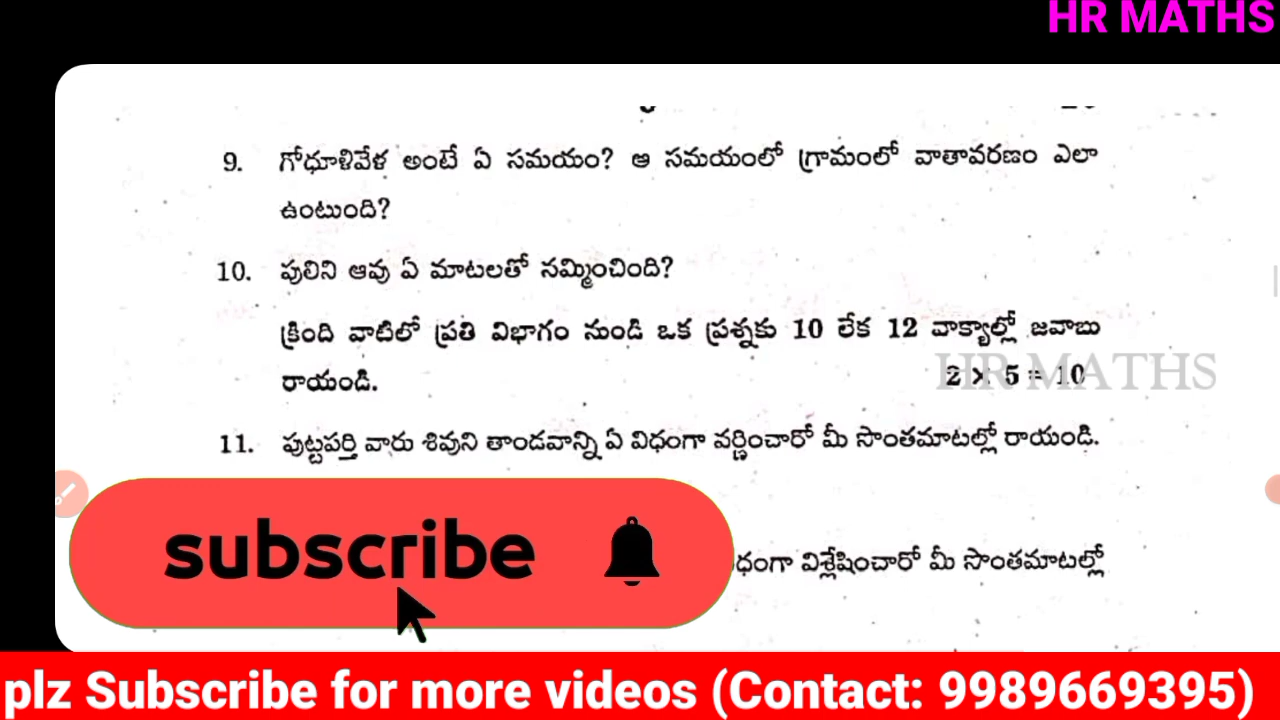 HR MATHS
9. గోధూళివేళ అంటే ఏ సమయం? ఆ సమయంలో గ్రామంలో వాతావరణం ఎలా
ఉంటుంది?
10. పులిని ఆవు ఏ మాటలతో నమ్మించింది?
క్రింది వాటిలో ప్రతి విభాగం నుండి ఒక ప్రశ్నకు 10 లేక 12 వాక్యాల్లో జవాబు
రాయండి. 2 × 5 = 10
HR MATHS
11. పుట్టపర్తి వారు శివుని తాండవాన్ని ఏ విధంగా వర్ణించారో మీ సొంతమాటల్లో రాయండి.
subscribe
విశ్లేషించారో మీ సొంతమాటల్లో
plz Subscribe for more videos (Contact: 9989669395)